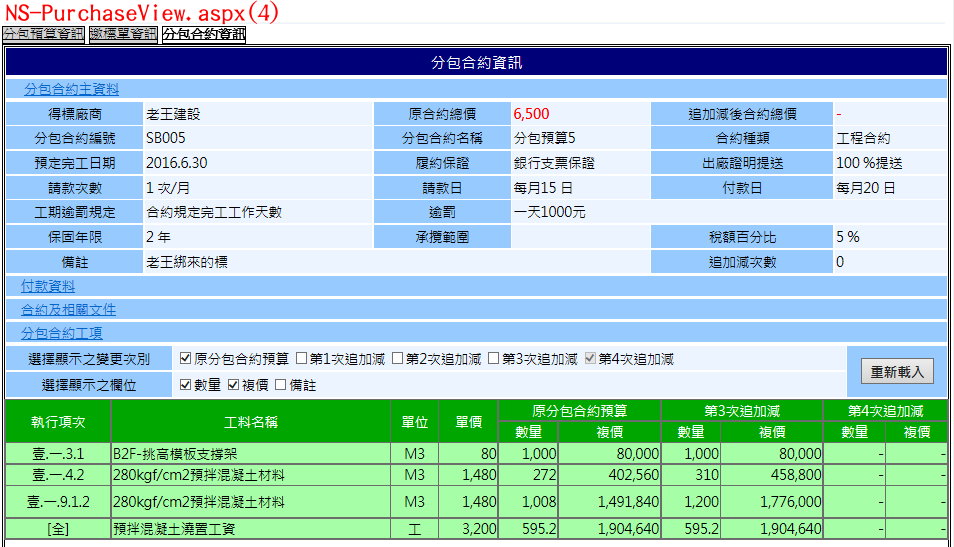 NS-PurchaseView.aspx(4)
分包預算資訊 邀標單資訊 分包合約資訊
分包合約資訊
分包合約主資料
得標廠商 老王建設 原合約總價 6,500 追加減後合約總價 -
分包合約編號 SB005 分包合約名稱 分包預算5 合約種類 工程合約
預定完工日期 2016.6.30 履約保證 銀行支票保證 出廠證明提送 100 %提送
請款次數 1 次/月 請款日 每月15 日 付款日 每月20 日
工期逾罰規定 合約規定完工工作天數 逾罰 一天1000元
保固年限 2 年 承攬範圍 稅額百分比 5 %
備註 老王綁來的標 追加減次數 0
付款資料
合約及相關文件
分包合約工項
選擇顯示之變更次別 原分包合約預算 第1次追加減 第2次追加減 第3次追加減 第4次追加減
選擇顯示之欄位 數量 複價 備註 重新載入
執行項次 工料名稱 單位 單價 原分包合約預算 第3次追加減 第4次追加減
數量 複價 數量 複價 數量 複價
壹.一.3.1 B2F-挑高模板支撐架 M3 80 1,000 80,000 1,000 80,000 - -
壹.一.4.2 280kgf/cm2預拌混凝土材料 M3 1,480 272 402,560 310 458,800 - -
壹.一.9.1.2 280kgf/cm2預拌混凝土材料 M3 1,480 1,008 1,491,840 1,200 1,776,000 - -
[全] 預拌混凝土澆置工資 工 3,200 595.2 1,904,640 595.2 1,904,640 - -